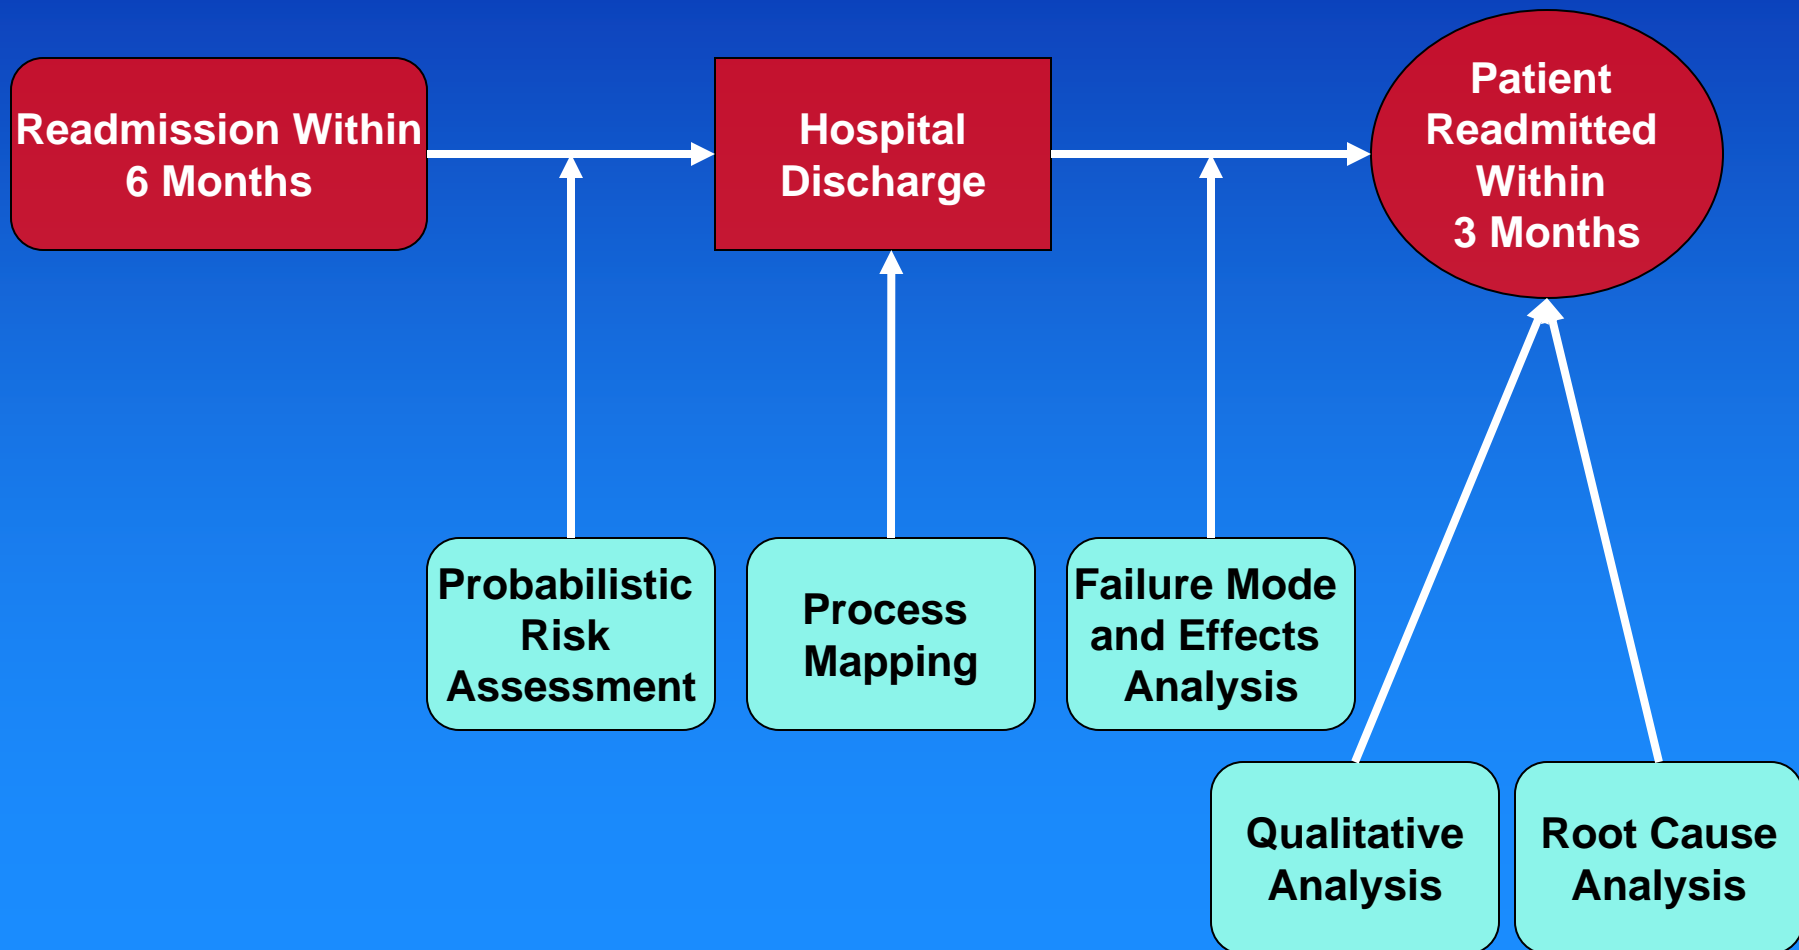 Readmission Within
6 Months
Hospital
Discharge
Patient
Readmitted
Within
3 Months
Probabilistic
Risk
Assessment
Process
Mapping
Failure Mode
and Effects
Analysis
Qualitative
Analysis
Root Cause
Analysis